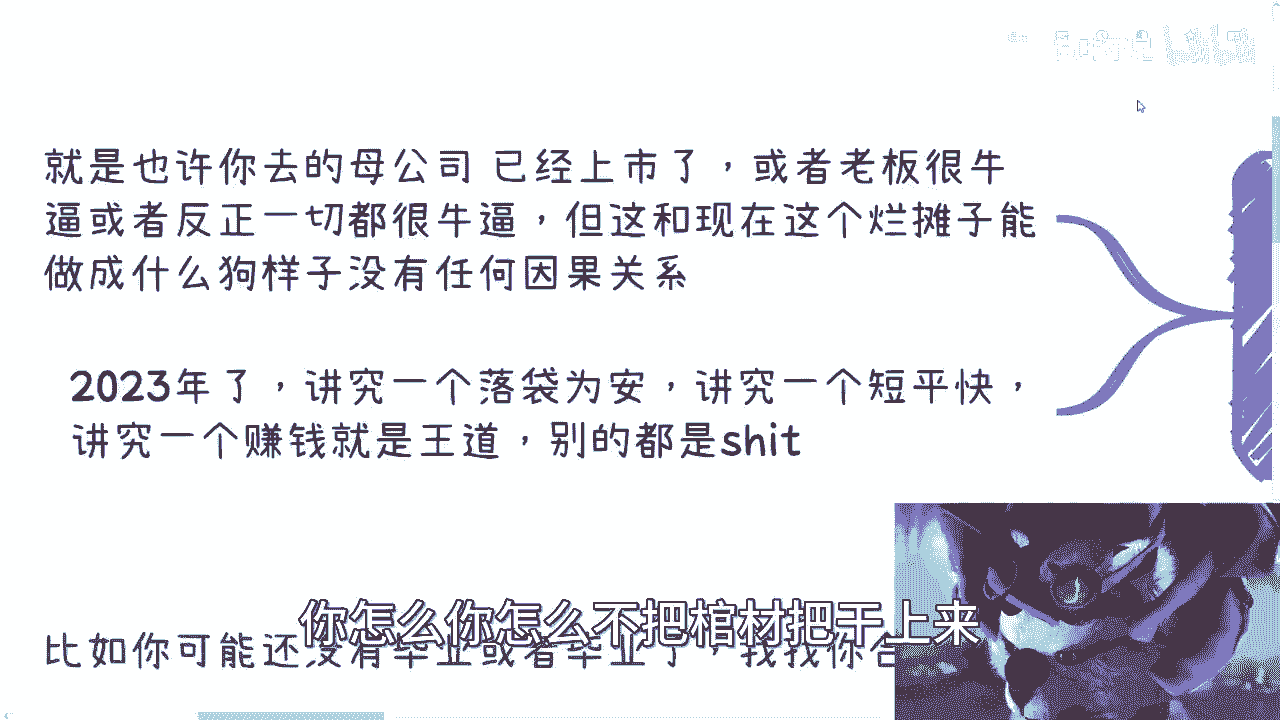 就是也许你去的母公司 已经上市了，或者老板很牛
逼或者反正一切都很牛逼，但这和现在这个烂摊子能
做成什么狗样子没有任何因果关系
2023年了，讲究一个落袋为安，讲究一个短平快，
讲究一个赚钱就是王道，别的都是shit
你怎么你怎么不把棺材把干上来
比如你可能还没有毕业或者毕业了 找找你合